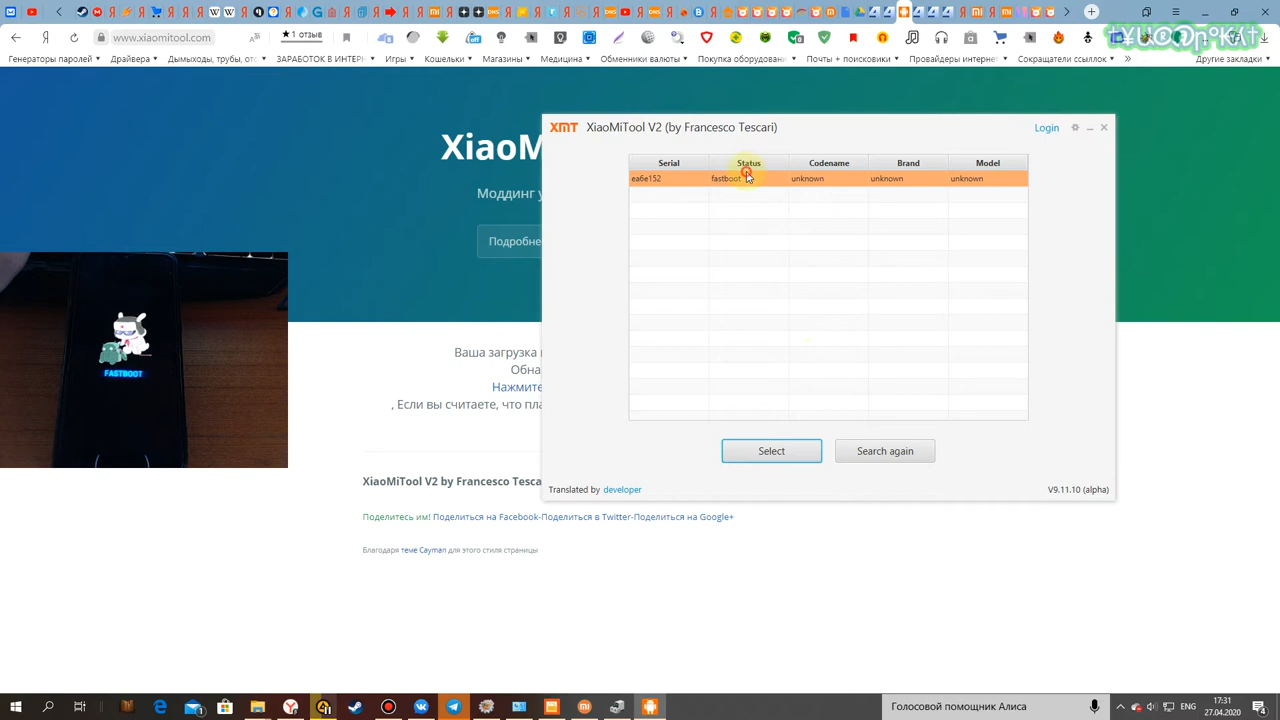 www.xiaomitool.com
★ 1 отзыв
Генераторы паролей
Драйвера
Дымыходы, трубы, отс
ЗАРАБОТОК В ИНТЕРН
Игры
Кошельки
Магазины
Медицина
Обменники валюты
Покупка оборудовани
Почты + поисковики
Провайдеры интернет
Сокращатели ссылок
»
Другие закладки
XiaoM
Моддинг у
Подробне
XMT XiaoMiTool V2 (by Francesco Tescari)
Login
Serial Status Codename Brand Model
ea6e152 fastboot unknown unknown unknown
Select
Search again
Translated by developer
V9.11.10 (alpha)
FASTBOOT
Ваша загрузка
Обна
Нажмите
, Если вы считаете, что пла
XiaoMiTool V2 by Francesco Tesca
Поделитесь им! Поделиться на Facebook-Поделиться в Twitter-Поделиться на Google+
Благодаря теме Cayman для этого стиля страницы
Голосовой помощник Алиса
17:31
27.04.2020